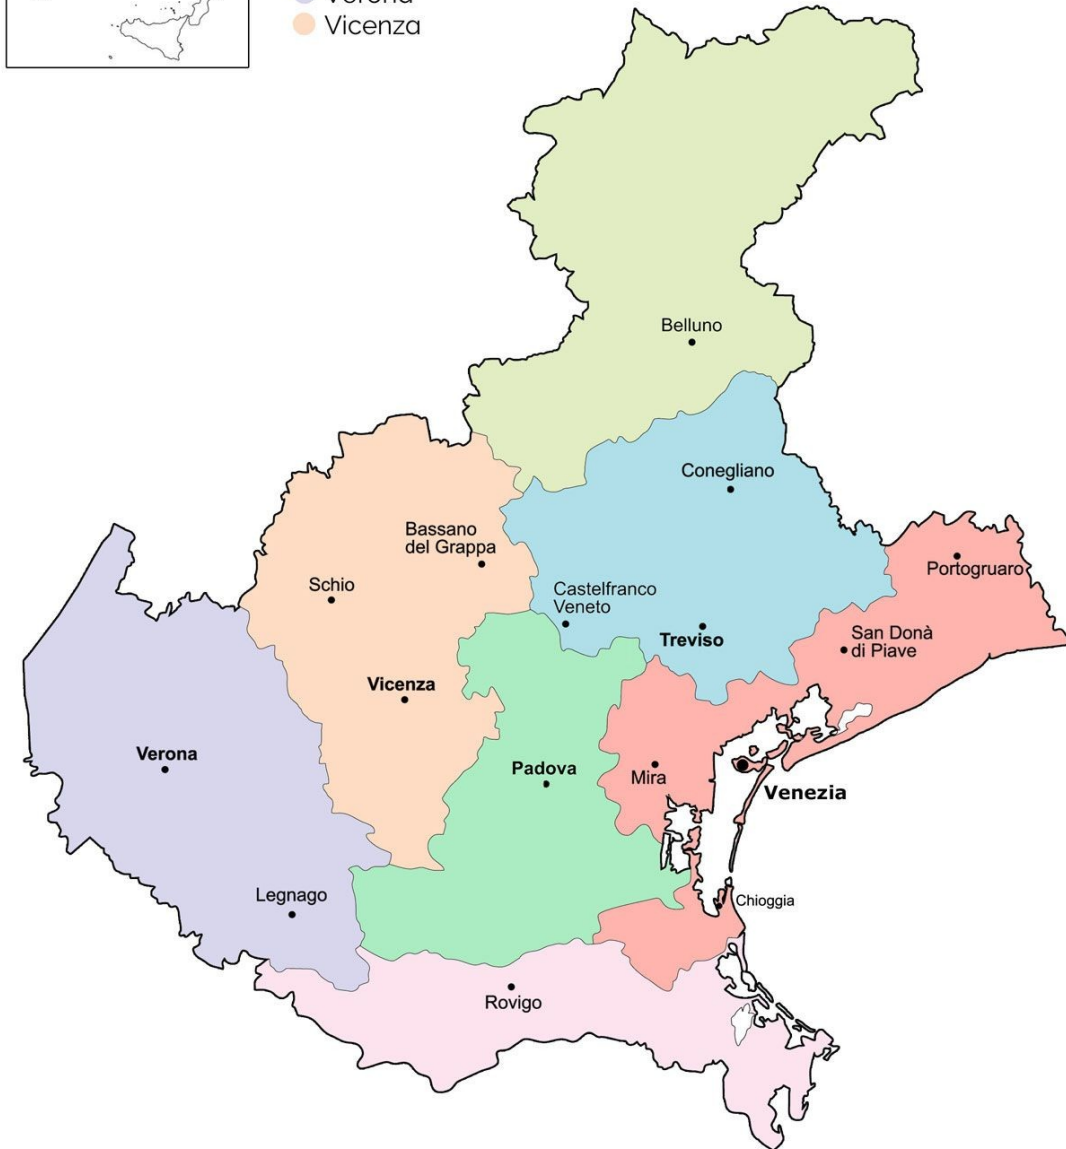 Verona
Vicenza
Belluno
Conegliano
Bassano
del Grappa
Portogruaro
Schio
Castelfranco
Veneto
Treviso
San Donà
di Piave
Vicenza
Verona
Padova
Mira
Venezia
Legnago
Chioggia
Rovigo